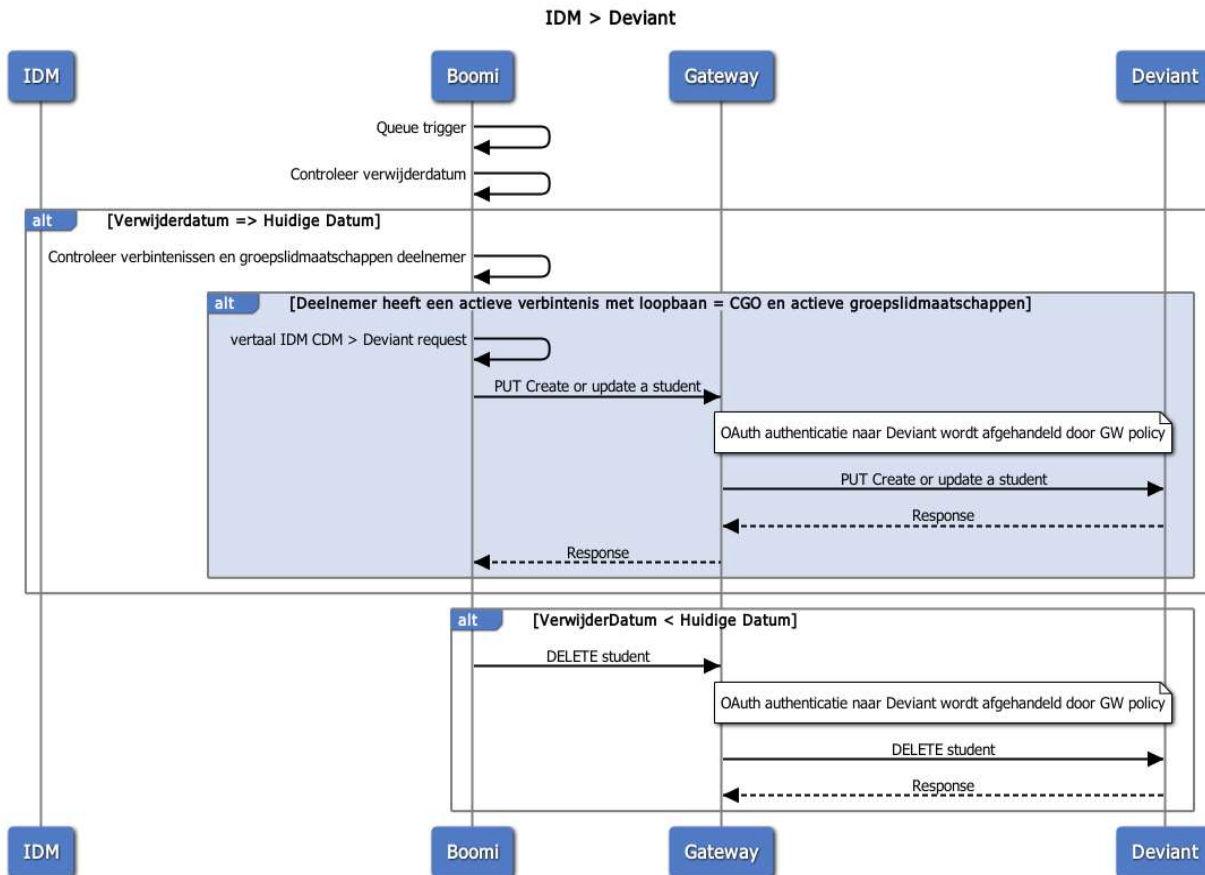 IDM > Deviant
IDM
Boomi
Gateway
Deviant
Queue trigger
Controleer verwijderdatum
alt
[Verwijderdatum => Huidige Datum]
Controleer verbintenissen en groepslidmaatschappen deelnemer
alt
[Deelnemer heeft een actieve verbintenis met loopbaan = CGO en actieve groepslidmaatschappen]
vertaal IDM CDM > Deviant request
PUT Create or update a student
OAuth authenticatie naar Deviant wordt afgehandeld door GW policy
PUT Create or update a student
Response
Response
alt
[VerwijderDatum < Huidige Datum]
DELETE student
OAuth authenticatie naar Deviant wordt afgehandeld door GW policy
DELETE student
Response
IDM
Boomi
Gateway
Deviant